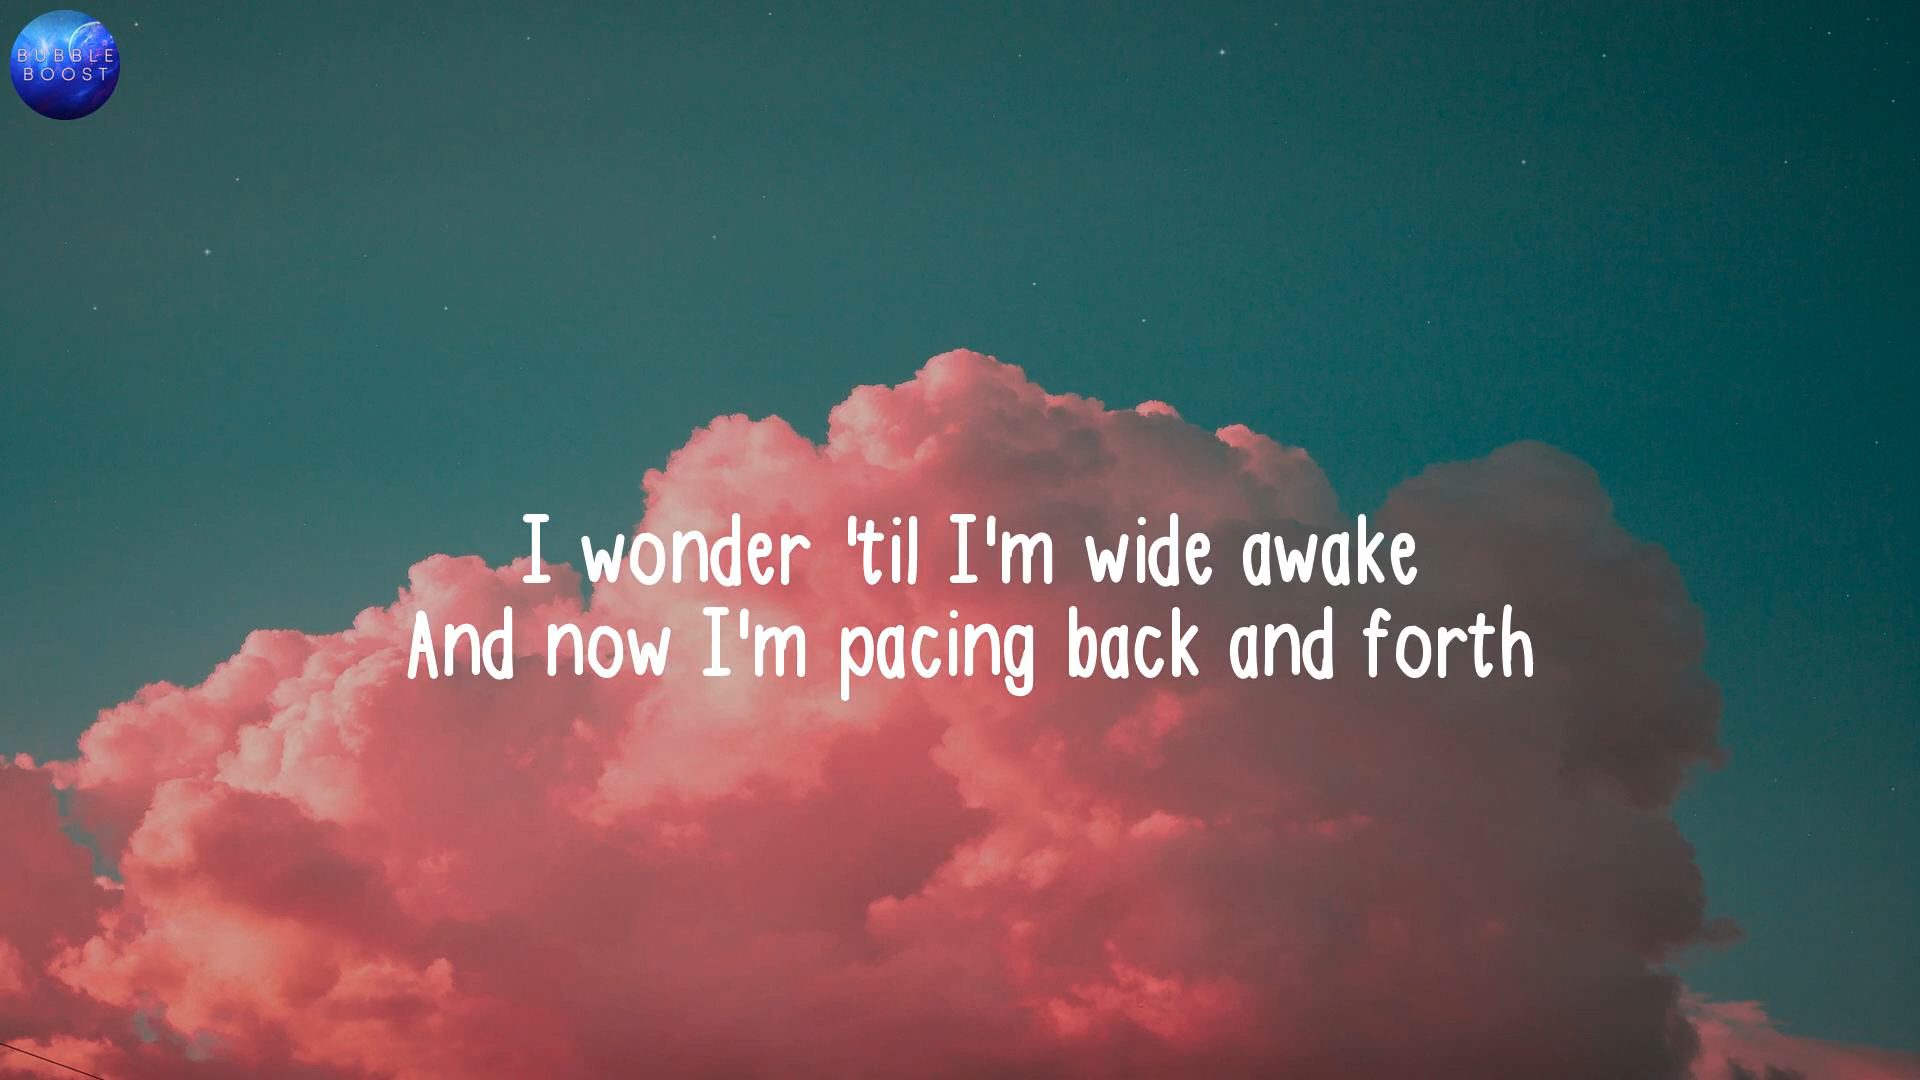 BUBBLE
BOOST
I wonder 'til I'm wide awake
And now I'm pacing back and forth